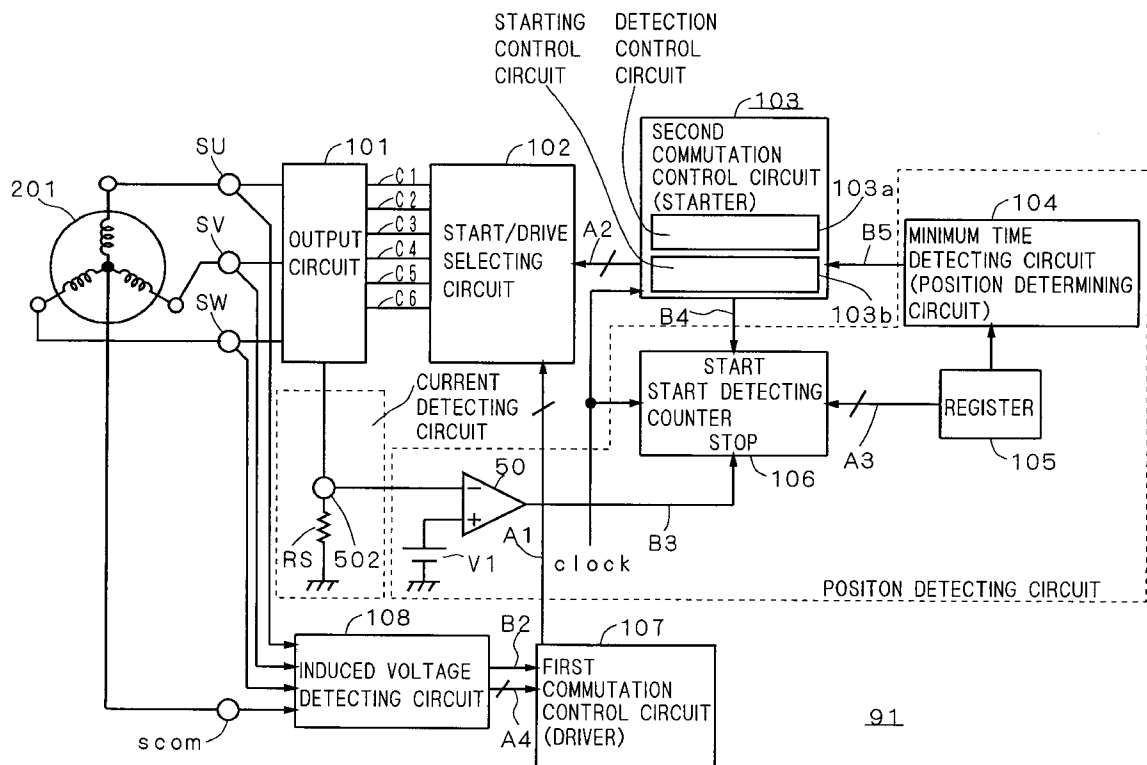 STARTING
CONTROL
CIRCUIT
DETECTION
CONTROL
CIRCUIT
103
SU
101
102
SECOND
COMMUTATION
CONTROL CIRCUIT
(STARTER)
103a
201
C1
C2
C3
C4
C5
C6
SV
OUTPUT
CIRCUIT
START/DRIVE
SELECTING
CIRCUIT
A2
B5
104
MINIMUM TIME
DETECTING CIRCUIT
(POSITION DETERMINING
CIRCUIT)
SW
B4
103b
CURRENT
DETECTING
CIRCUIT
START
START DETECTING
COUNTER
STOP
REGISTER
A3
105
106
50
−
+
A1
B3
RS
502
V1
clock
POSITON DETECTING CIRCUIT
108
B2
107
INDUCED VOLTAGE
DETECTING CIRCUIT
FIRST
COMMUTATION
CONTROL CIRCUIT
(DRIVER)
A4
91
scom